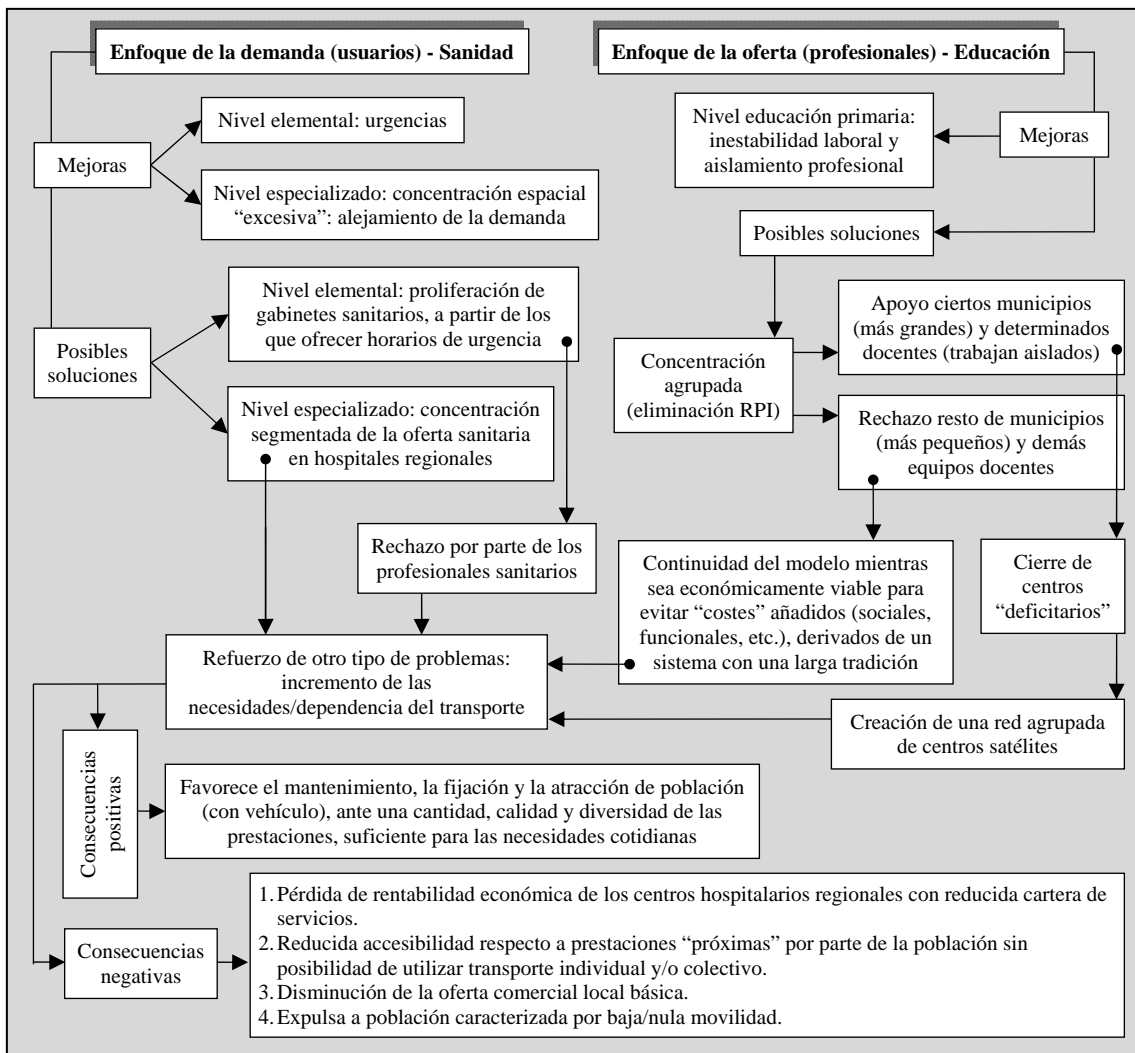 Enfoque de la demanda (usuarios) - Sanidad
Enfoque de la oferta (profesionales) - Educación
Mejoras
Nivel elemental: urgencias
Nivel especializado: concentración espacial
“excesiva”: alejamiento de la demanda
Nivel educación primaria:
inestabilidad laboral y
aislamiento profesional
Mejoras
Posibles soluciones
Posibles
soluciones
Nivel elemental: proliferación de
gabinetes sanitarios, a partir de los
que ofrecer horarios de urgencia
Nivel especializado: concentración
segmentada de la oferta sanitaria
en hospitales regionales
Concentración
agrupada
(eliminación RPI)
Apoyo ciertos municipios
(más grandes) y determinados
docentes (trabajan aislados)
Rechazo resto de municipios
(más pequeños) y demás
equipos docentes
Rechazo por parte de los
profesionales sanitarios
Continuidad del modelo mientras
sea económicamente viable para
evitar “costes” añadidos (sociales,
funcionales, etc.), derivados de un
sistema con una larga tradición
Cierre de
centros
“deficitarios”
Refuerzo de otro tipo de problemas:
incremento de las
necesidades/dependencia del transporte
Creación de una red agrupada
de centros satélites
Consecuencias
positivas
Favorece el mantenimiento, la fijación y la atracción de población
(con vehículo), ante una cantidad, calidad y diversidad de las
prestaciones, suficiente para las necesidades cotidianas
Consecuencias
negativas
1. Pérdida de rentabilidad económica de los centros hospitalarios regionales con reducida cartera de
servicios.
2. Reducida accesibilidad respecto a prestaciones “próximas” por parte de la población sin
posibilidad de utilizar transporte individual y/o colectivo.
3. Disminución de la oferta comercial local básica.
4. Expulsa a población caracterizada por baja/nula movilidad.